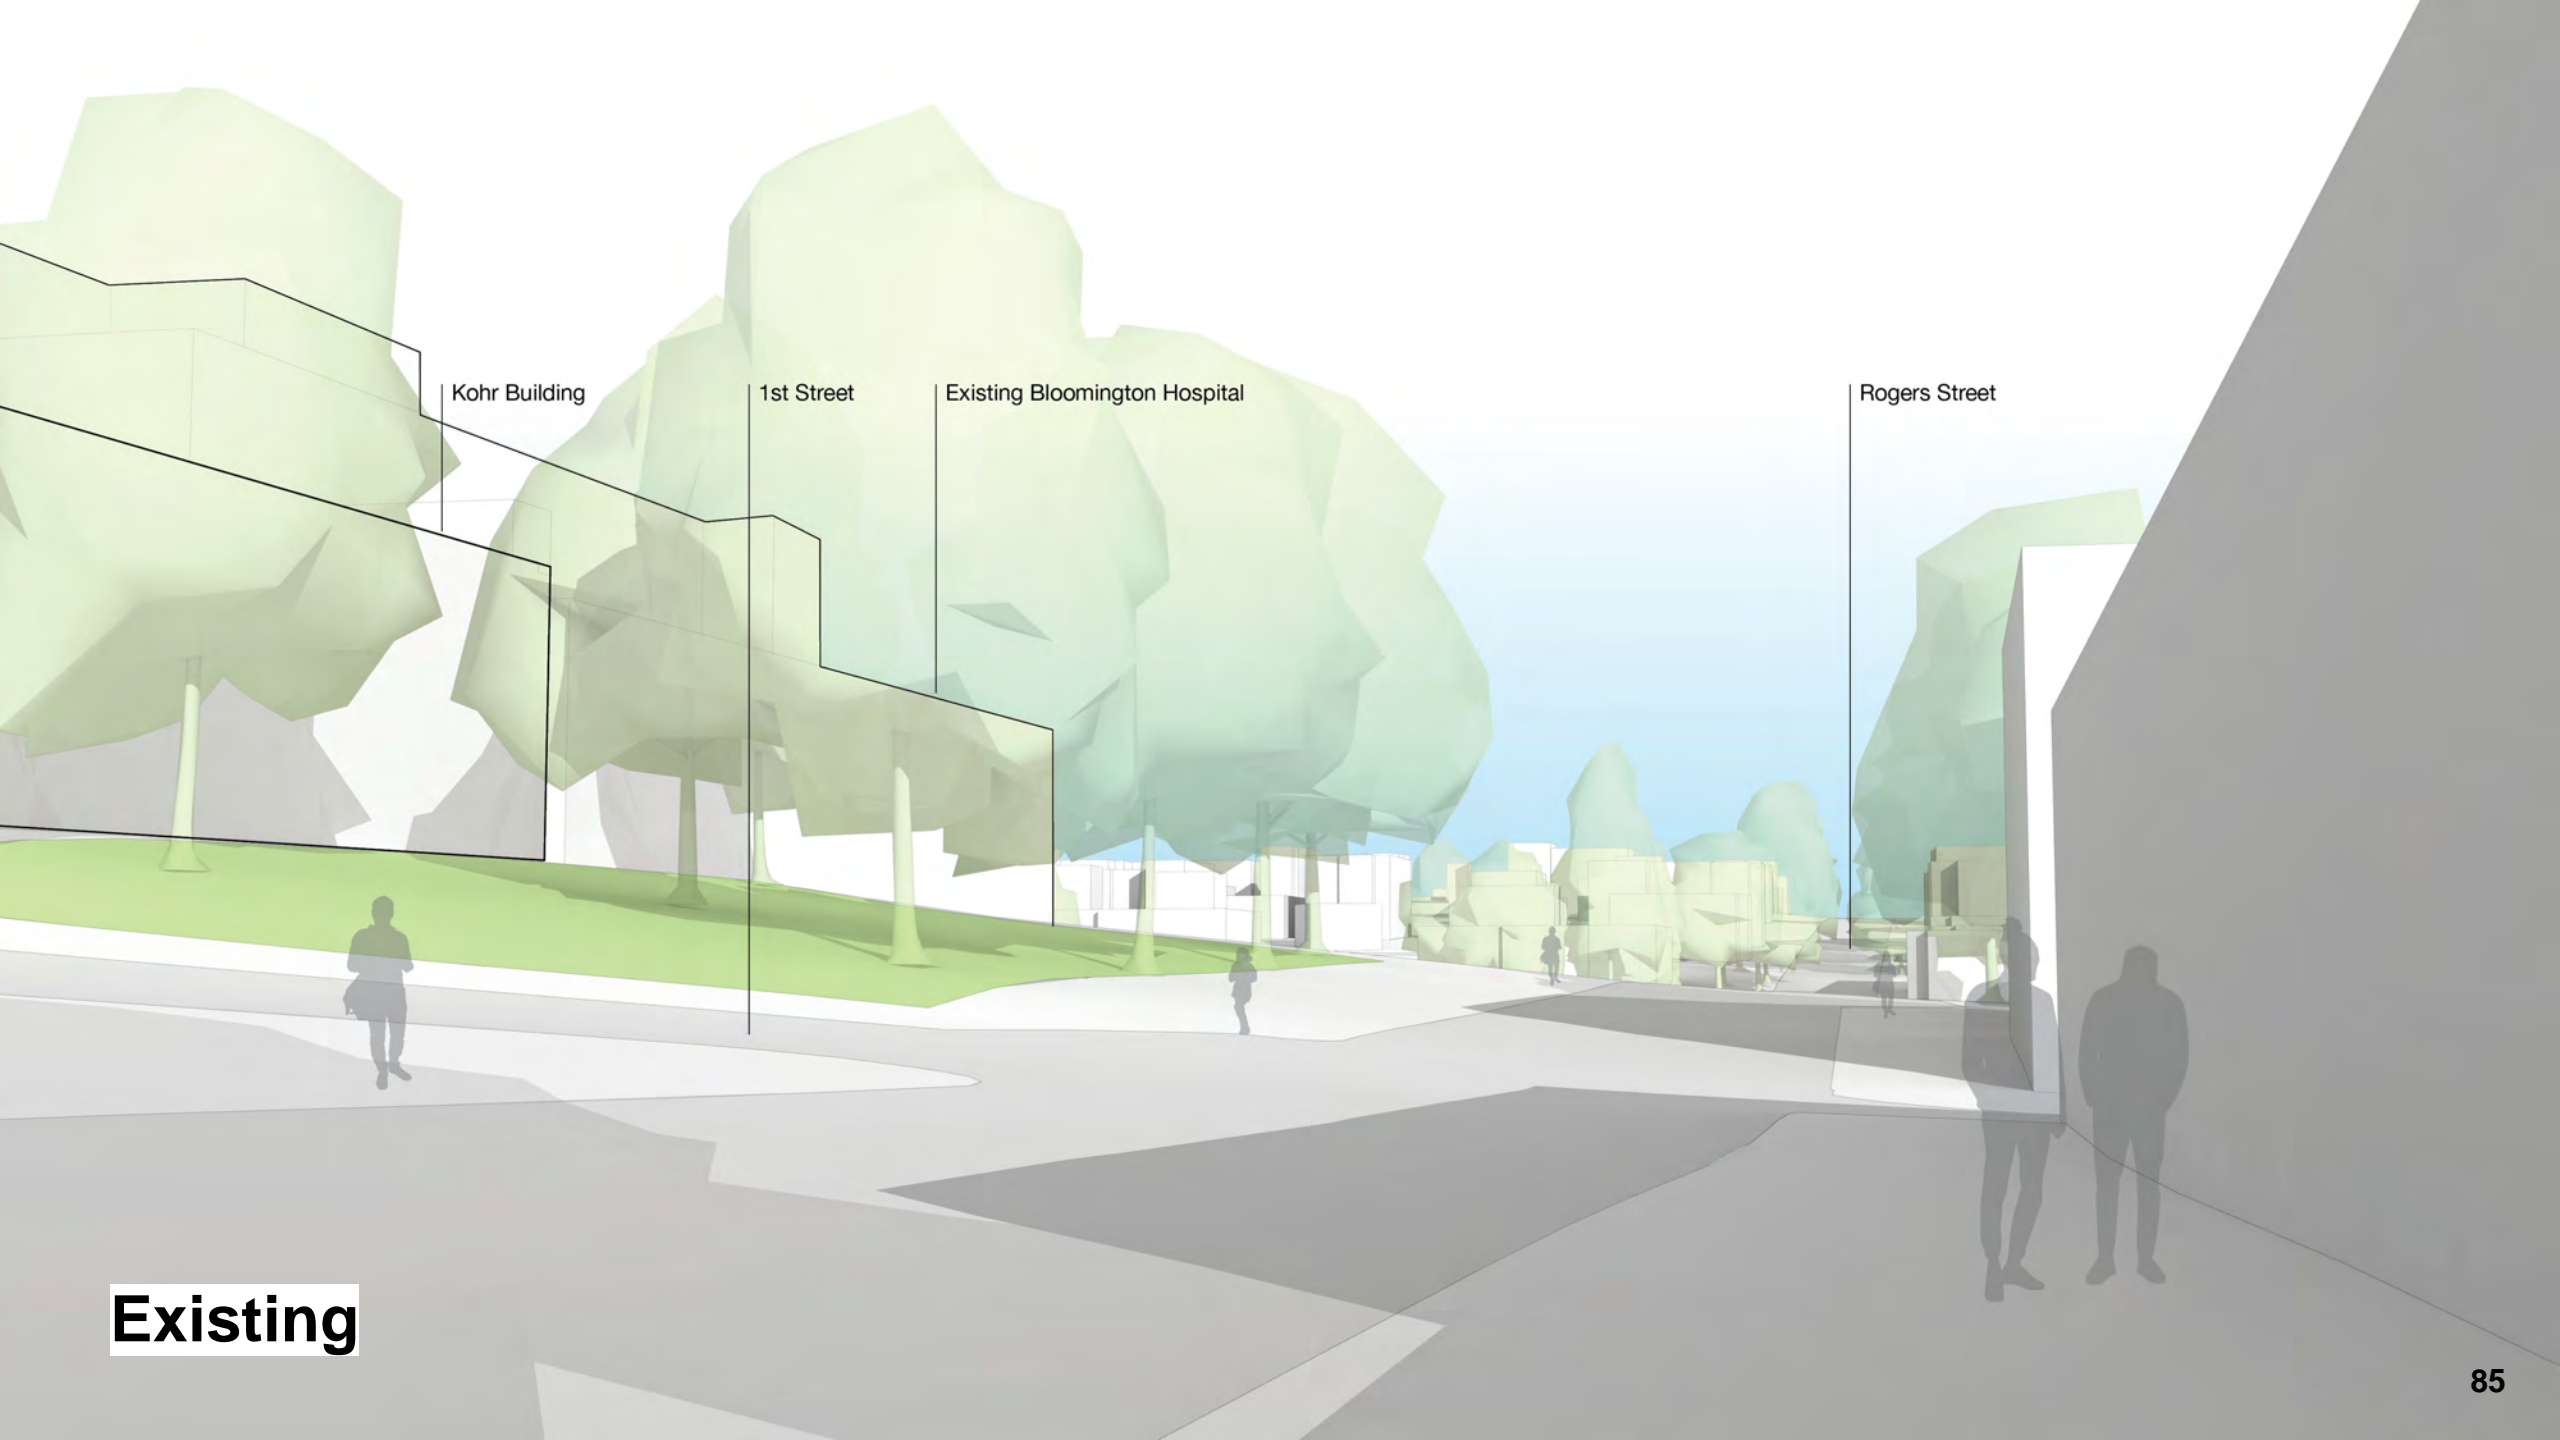 Kohr Building
1st Street
Existing Bloomington Hospital
Rogers Street
Existing
85